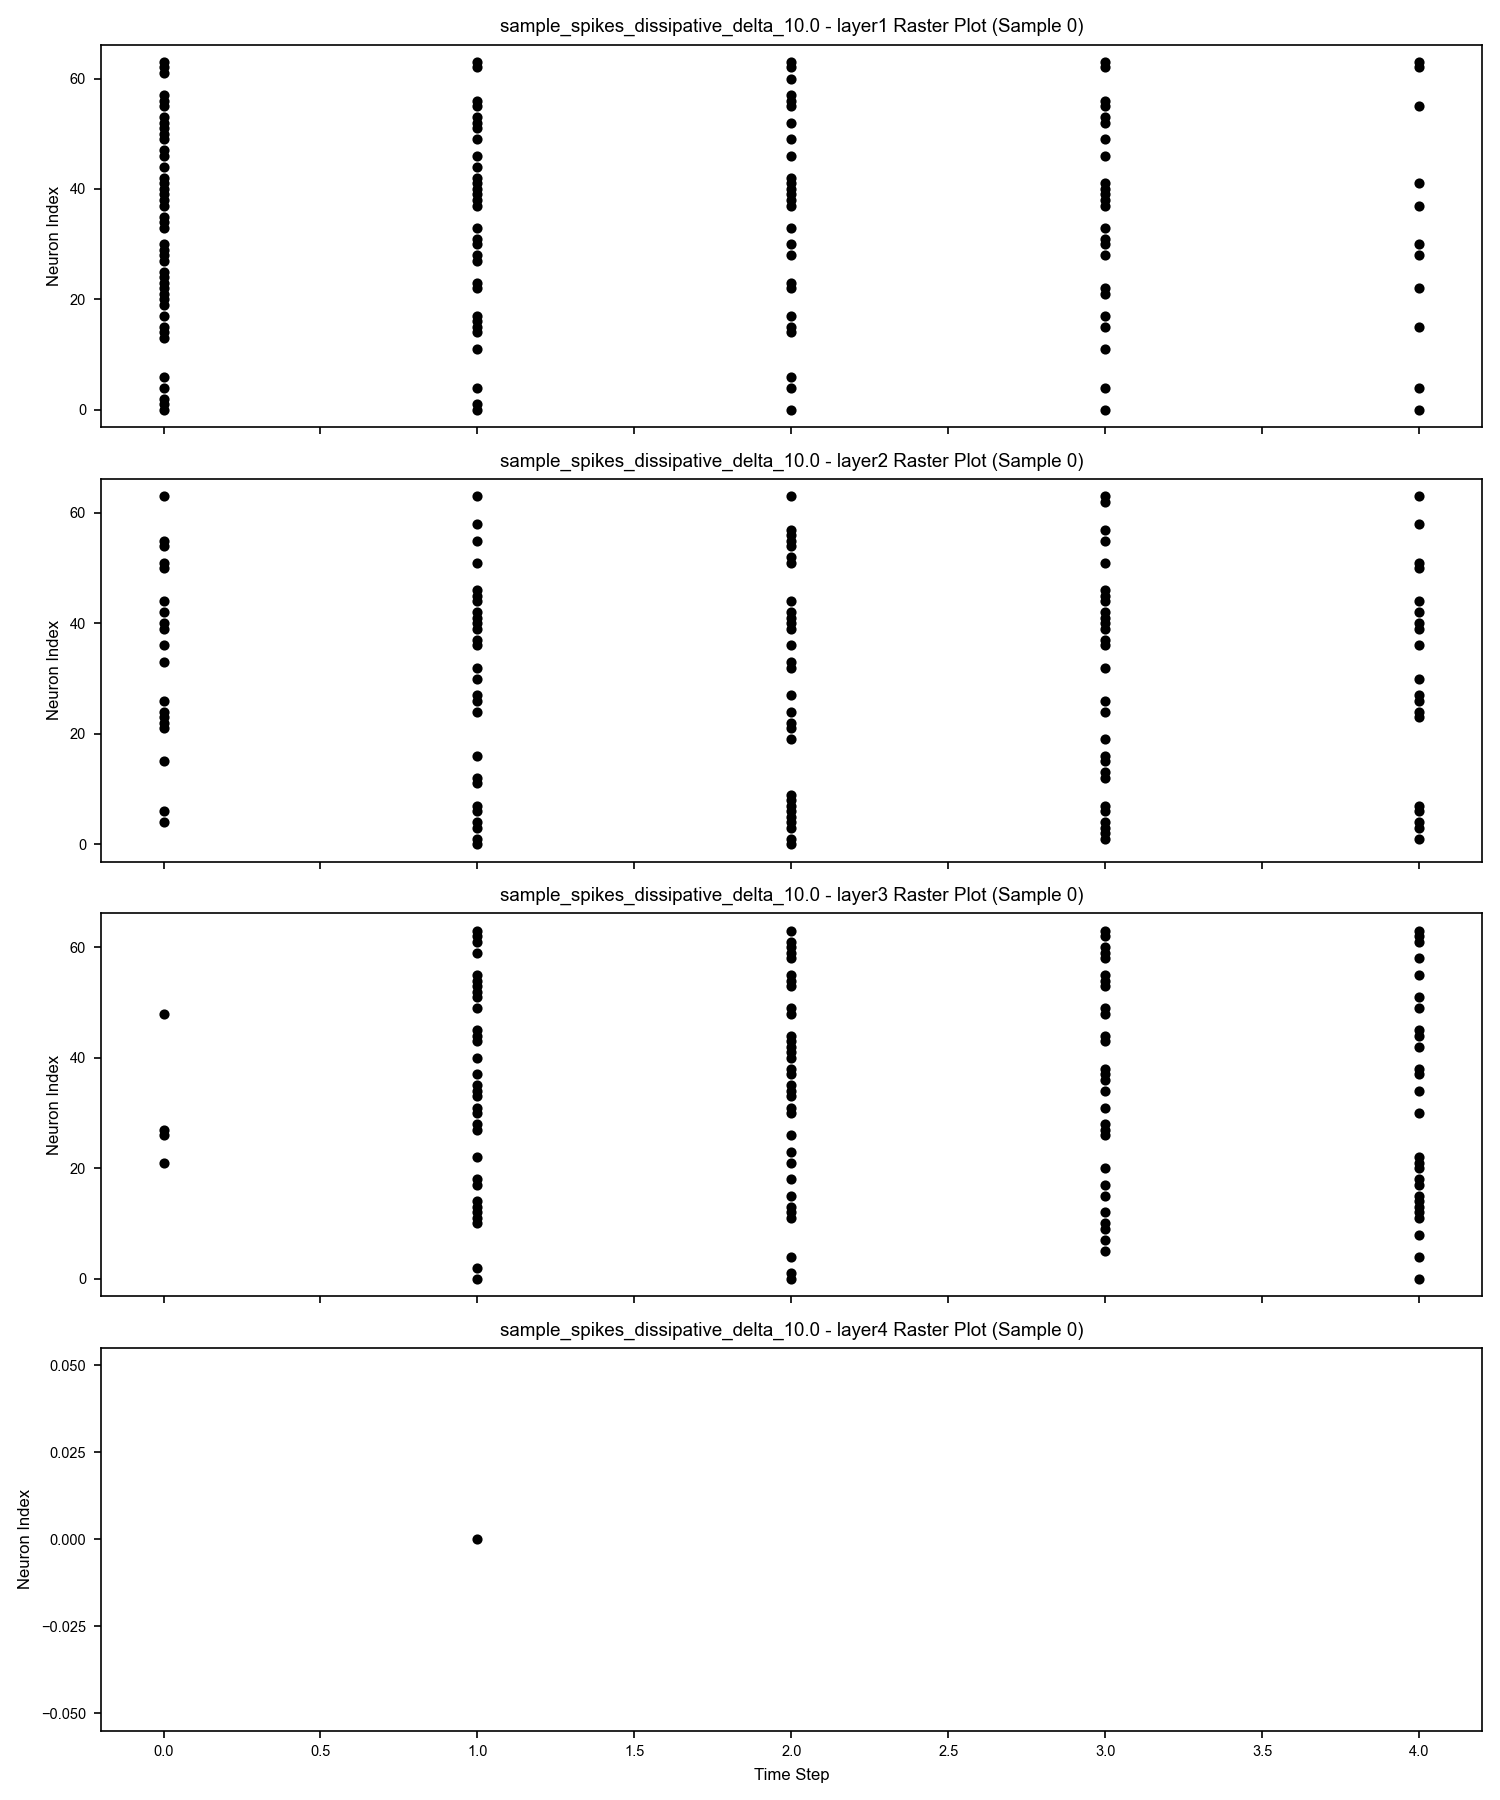 sample_spikes_dissipative_delta_10.0 - layer1 Raster Plot (Sample 0)
60
40
20
0
Neuron Index
sample_spikes_dissipative_delta_10.0 - layer2 Raster Plot (Sample 0)
60
40
20
0
Neuron Index
sample_spikes_dissipative_delta_10.0 - layer3 Raster Plot (Sample 0)
60
40
20
0
Neuron Index
sample_spikes_dissipative_delta_10.0 - layer4 Raster Plot (Sample 0)
0.050
0.025
0.000
−0.025
−0.050
Neuron Index
0.0 0.5 1.0 1.5 2.0 2.5 3.0 3.5 4.0
Time Step